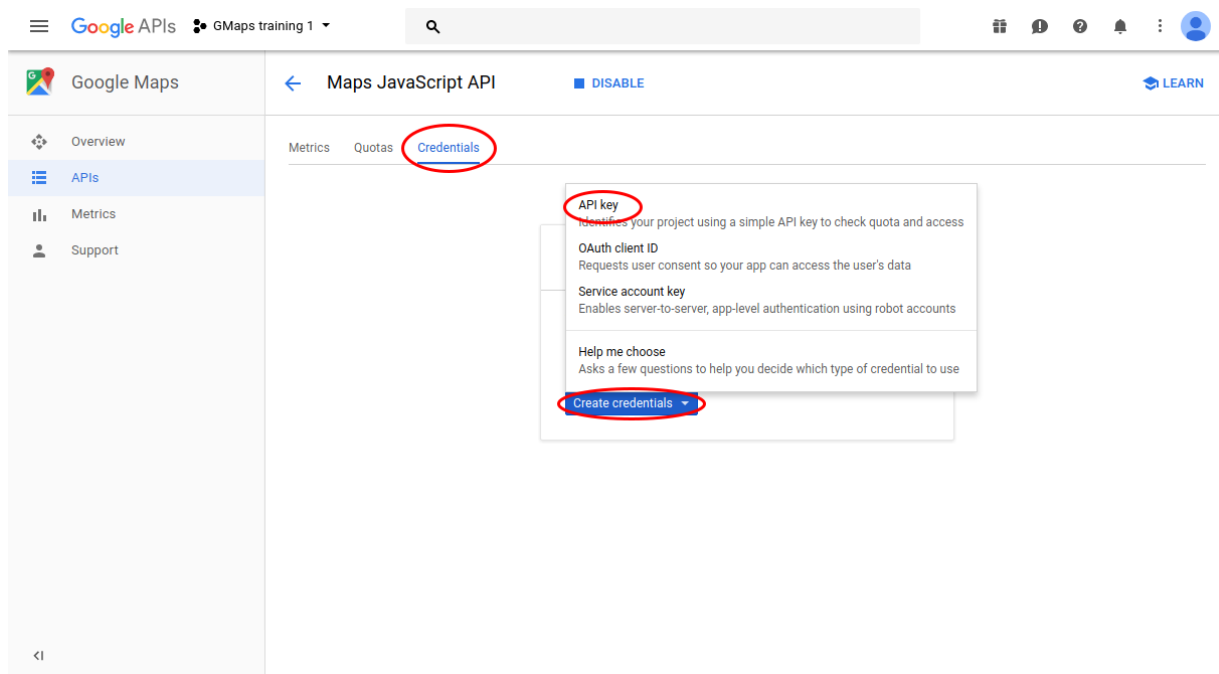 Google APIs GMaps training 1
Google Maps
Maps JavaScript API
DISABLE
LEARN
Overview
APIs
Metrics
Support
Metrics Quotas Credentials
API key
Identifies your project using a simple API key to check quota and access
OAuth client ID
Requests user consent so your app can access the user's data
Service account key
Enables server-to-server, app-level authentication using robot accounts
Help me choose
Asks a few questions to help you decide which type of credential to use
Create credentials